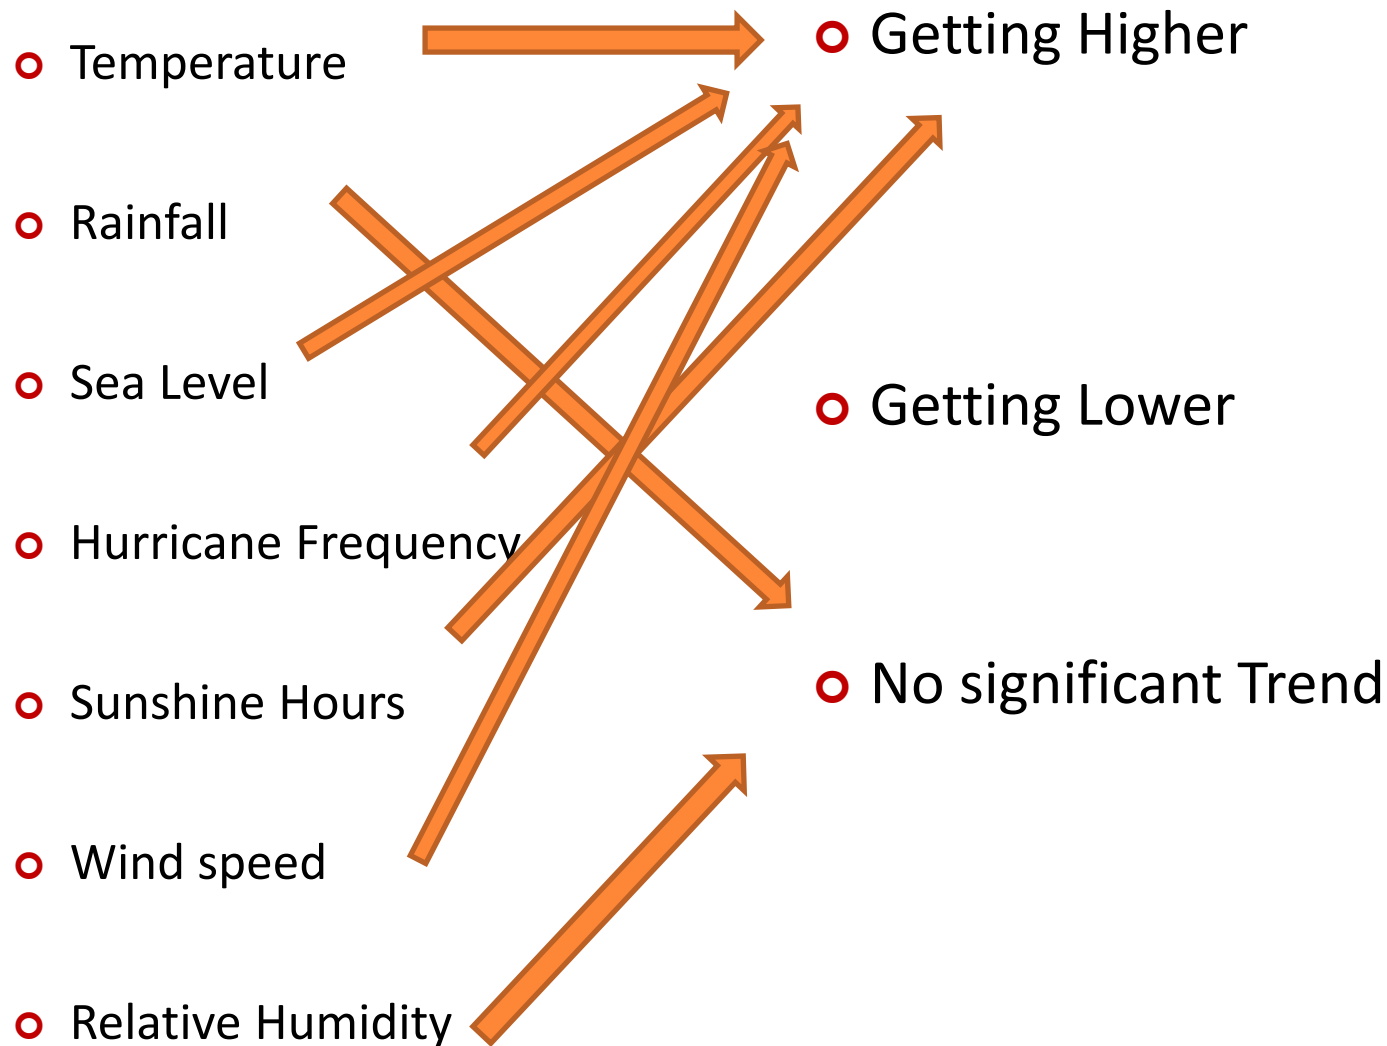 Temperature
Rainfall
Sea Level
Hurricane Frequency
Sunshine Hours
Wind speed
Relative Humidity
Getting Higher
Getting Lower
No significant Trend